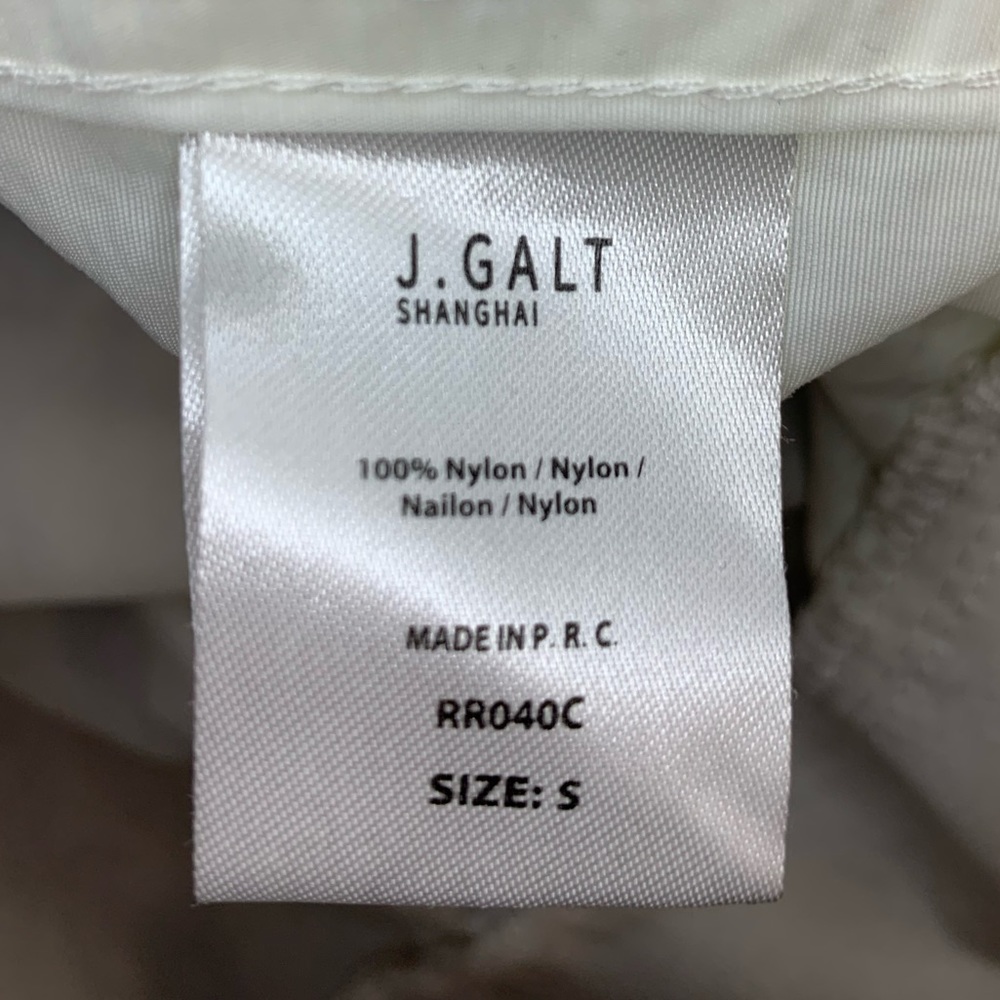 J.GALT
SHANGHAI
100% Nylon / Nylon /
Nailon / Nylon
MADE IN P. R. C.
RR040C
SIZE: S